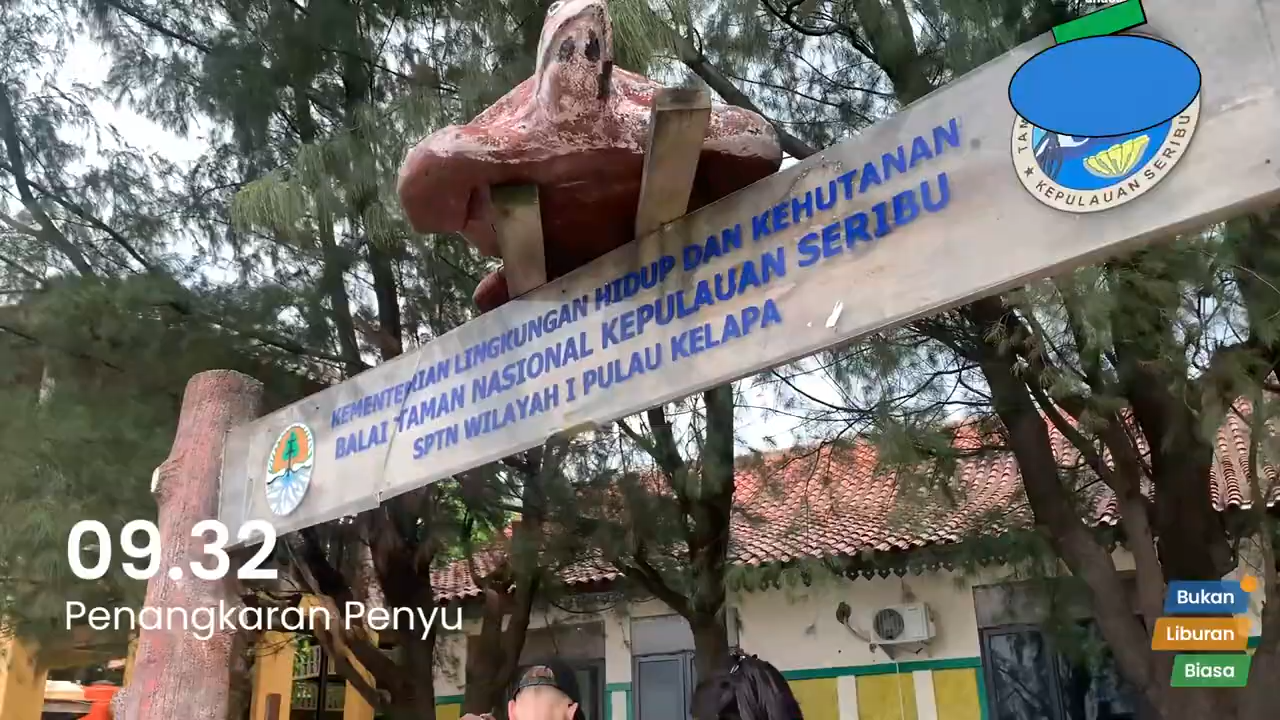 KEMENTERIAN LINGKUNGAN HIDUP DAN KEHUTANAN
BALAI TAMAN NASIONAL KEPULAUAN SERIBU
SPTN WILAYAH I PULAU KELAPA
KEPULAUAN SERIBU
09.32
Penangkaran Penyu
Bukan
Liburan
Biasa